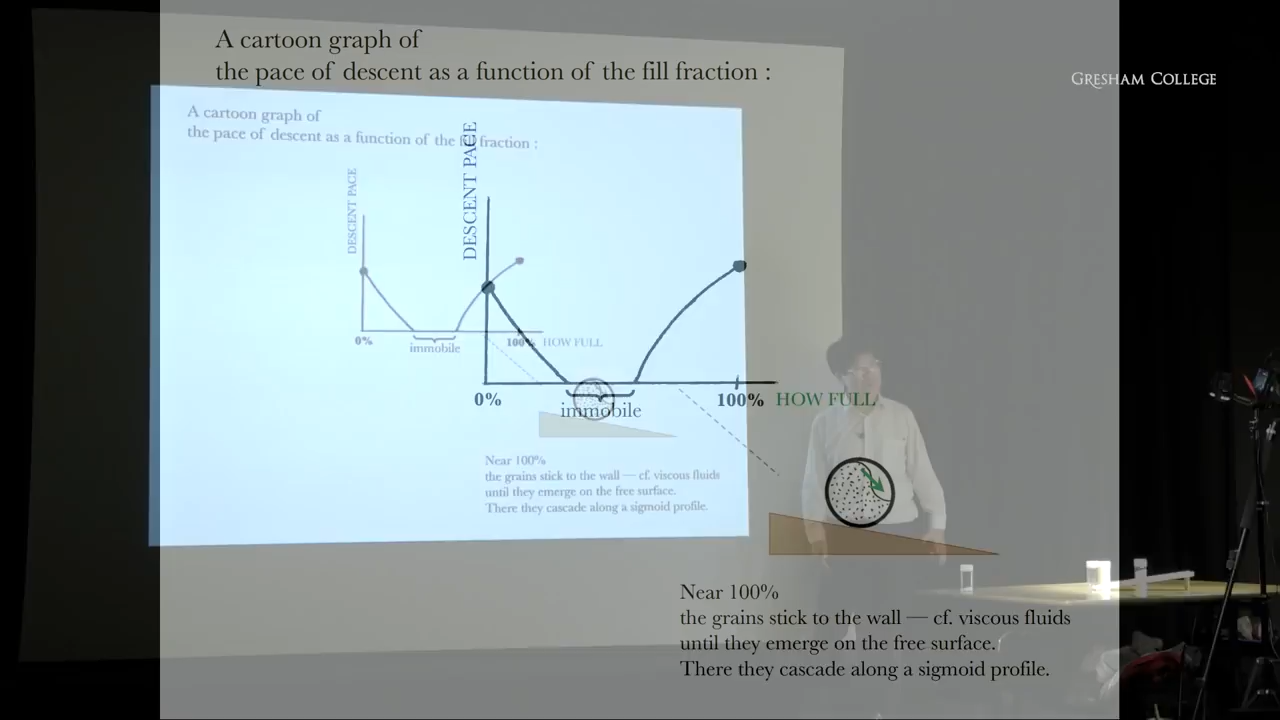 A cartoon graph of
the pace of descent as a function of the fill fraction :
GRESHAM COLLEGE
A cartoon graph of
the pace of descent as a function of the fill fraction :
DESCENT PACE
DESCENT PACE
0%
immobile
100%
HOW FULL
0%
immobile
100%
HOW FULL
Near 100%
the grains stick to the wall — cf. viscous fluids
until they emerge on the free surface.
There they cascade along a sigmoid profile.
Near 100%
the grains stick to the wall — cf. viscous fluids
until they emerge on the free surface.
There they cascade along a sigmoid profile.